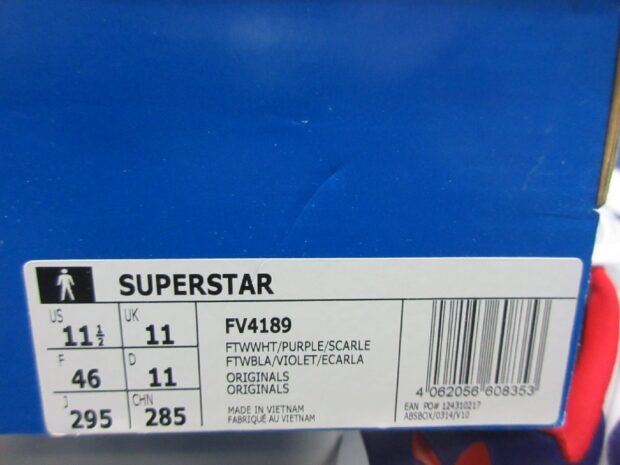 SUPERSTAR
US 11½ UK 11
F 46 D 11
J 295 CHN 285
FV4189
FTWWHT/PURPLE/SCARLE
FTWBLA/VIOLET/ECARLA
ORIGINALS
ORIGINALS
MADE IN VIETNAM
FABRIQUÉ AU VIETNAM
4 062056 608353
EAN PO# 124310217
ABSBOX/0314/V10